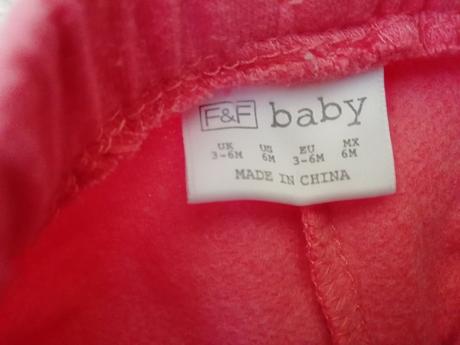 F&F baby
UK US EU MX
3-6M 6M 3-6M 6M
MADE IN CHINA